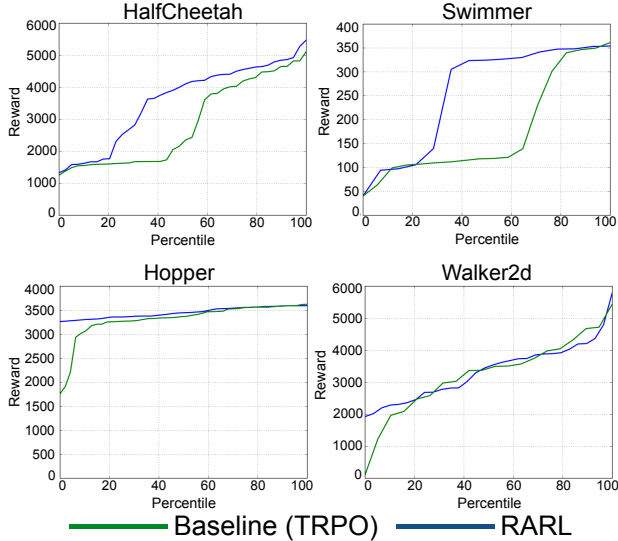 HalfCheetah
6000
5000
4000
3000
2000
1000
0
Reward
0 20 40 60 80 100
Percentile
Swimmer
400
350
300
250
200
150
100
50
0
Reward
0 20 40 60 80 100
Percentile
Hopper
4000
3500
3000
2500
2000
1500
1000
500
0
Reward
0 20 40 60 80 100
Percentile
Walker2d
6000
5000
4000
3000
2000
1000
0
Reward
0 20 40 60 80 100
Percentile
Baseline (TRPO) RARL